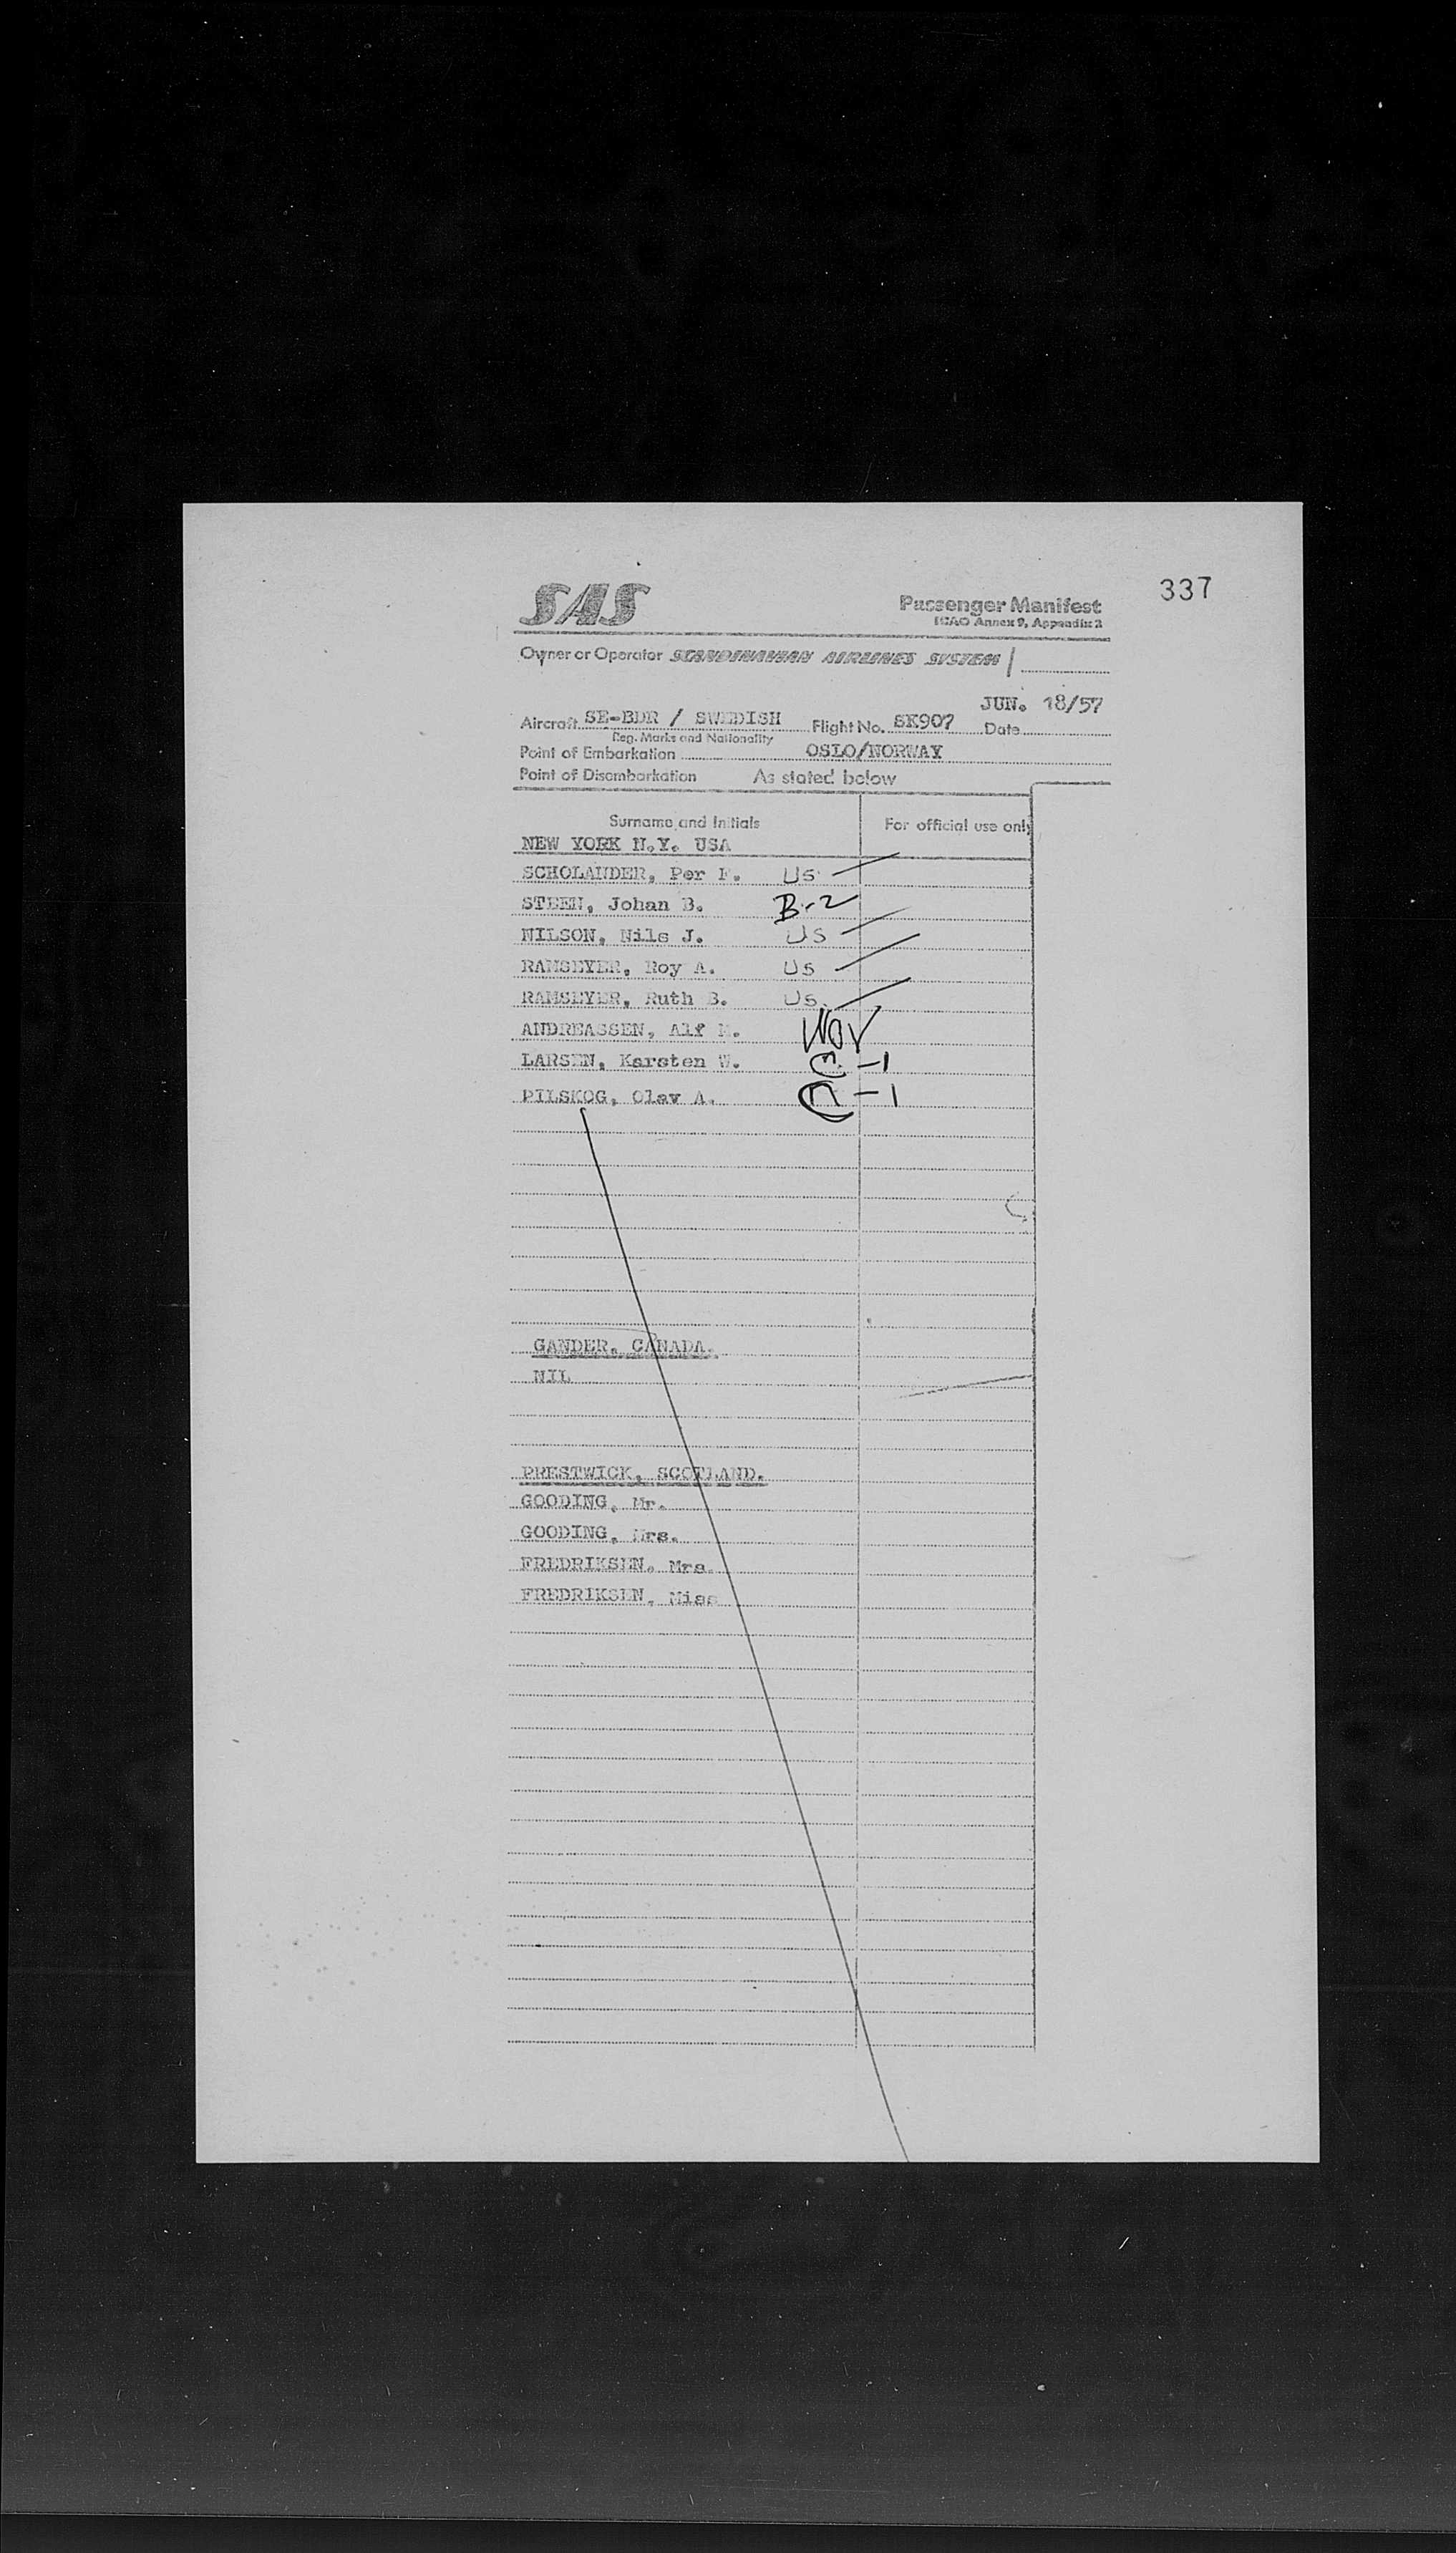 337
SAS
Passenger Manifest
ICAO Annex 9, Appendix 2
Owner or Operator SCANDINAVIAN AIRLINES SYSTEM
JUN. 18/57
Aircraft SE-BDR / SWEDISH Flight No. SK907 Date
Reg. Marks and Nationality
Point of Embarkation OSLO/NORWAY
Point of Disembarkation As stated below
Surname and Initials For official use only
NEW YORK N.Y. USA
SCHOLANDER, Per F. US
STEEN, Johan B. B-2
NILSON, Nils J. US
RAMSEYER, Roy A. US
RAMSEYER, Ruth B. US
ANDREASSEN, Alf Nov
LARSEN, Karsten W. -1
PILSKOG, Olav A. -1
GANDER, CANADA.
NIL
PRESTWICK, SCOTLAND.
GOODING, Mr.
GOODING, Mrs.
FREDRIKSEN, Mrs.
FREDRIKSEN, Miss